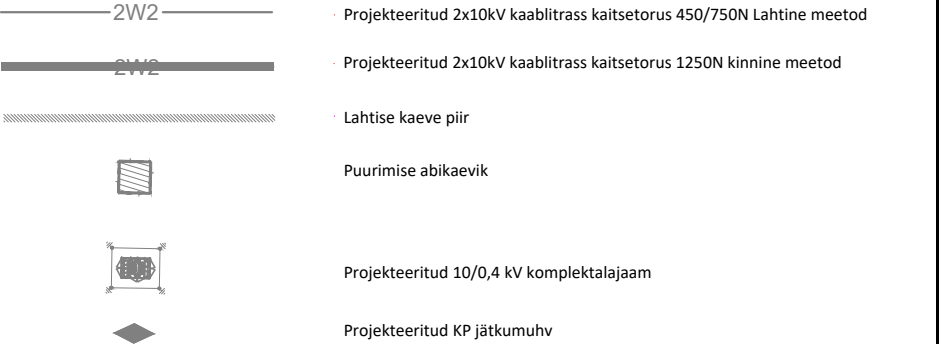 2W2 Projekteeritud 2x10kV kaablitrass kaitsetorus 450/750N Lahtine meetod
2W2 Projekteeritud 2x10kV kaablitrass kaitsetorus 1250N kinnine meetod
Lahtise kaeve piir
Puurimise abikaevik
Projekteeritud 10/0,4 kV komplektalajaam
Projekteeritud KP jätkumuhv